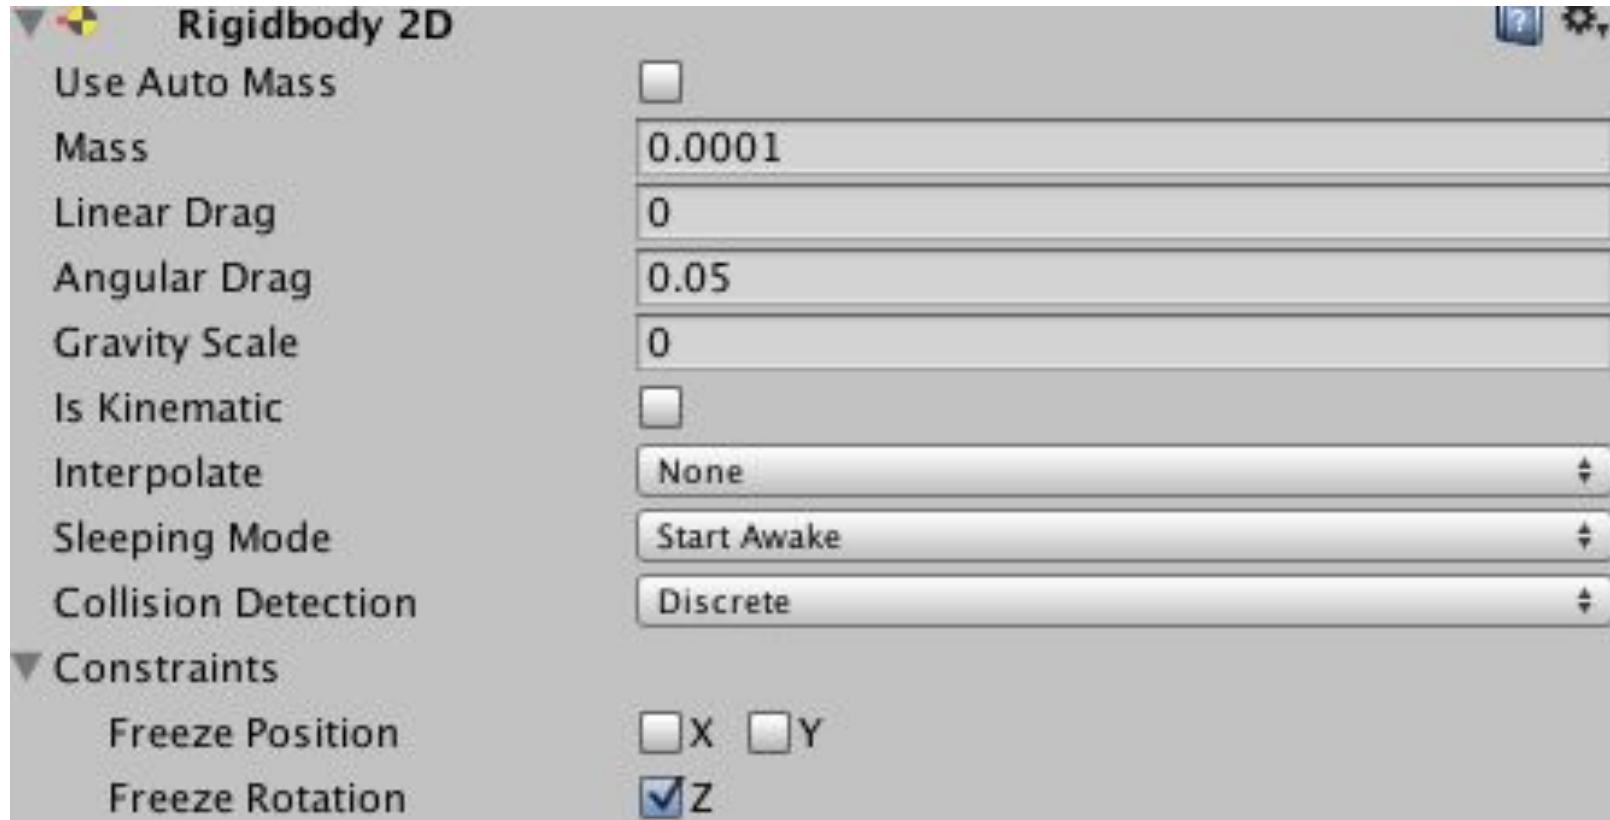 Rigidbody 2D
Use Auto Mass
Mass 0.0001
Linear Drag 0
Angular Drag 0.05
Gravity Scale 0
Is Kinematic
Interpolate None
Sleeping Mode Start Awake
Collision Detection Discrete
Constraints
Freeze Position X Y
Freeze Rotation Z